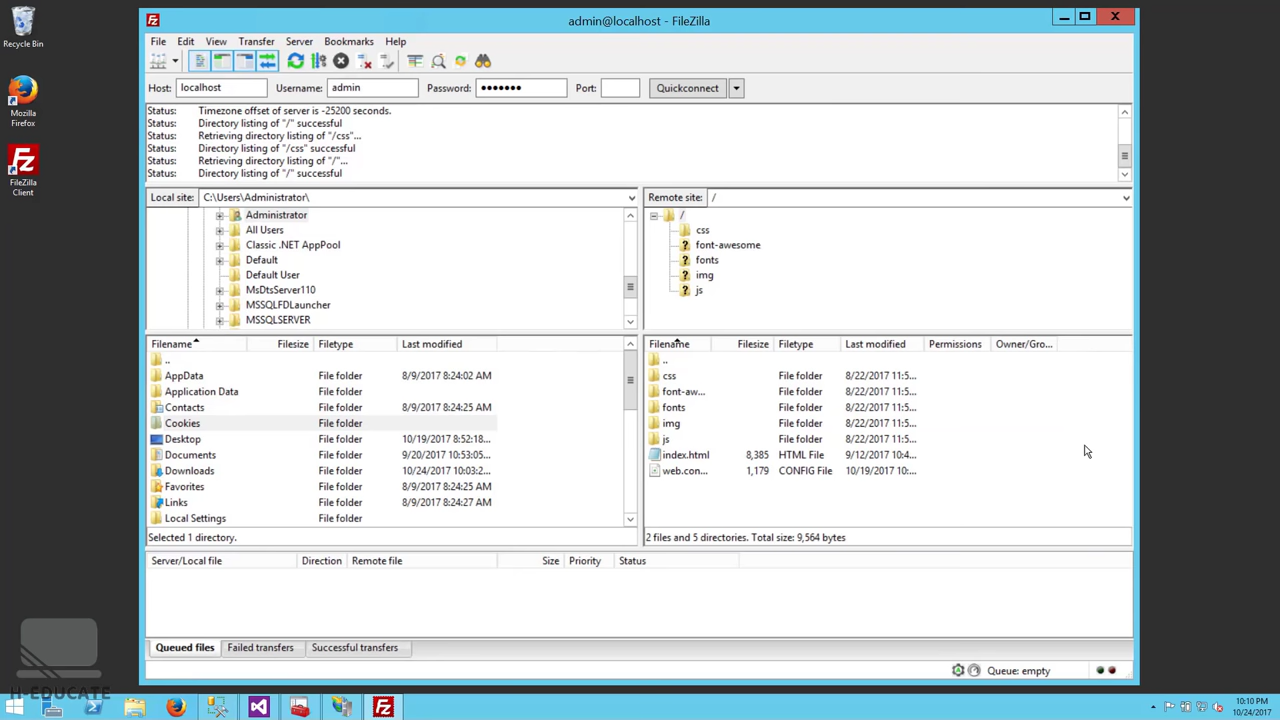 Recycle Bin
Mozilla
Firefox
FileZilla
Client
admin@localhost - FileZilla
File Edit View Transfer Server Bookmarks Help
Host: localhost Username: admin Password: ••••••• Port: Quickconnect
Status: Timezone offset of server is -25200 seconds.
Status: Directory listing of "/" successful
Status: Retrieving directory listing of "/css"...
Status: Directory listing of "/css" successful
Status: Retrieving directory listing of "/"...
Status: Directory listing of "/" successful
Local site: C:\Users\Administrator\
Administrator
All Users
Classic .NET AppPool
Default
Default User
MsDtsServer110
MSSQLFDLauncher
MSSQLSERVER
Remote site: /
/
css
font-awesome
fonts
img
js
Filename Filesize Filetype Last modified
..
AppData File folder 8/9/2017 8:24:02 AM
Application Data File folder
Contacts File folder 8/9/2017 8:24:25 AM
Cookies File folder
Desktop File folder 10/19/2017 8:52:18...
Documents File folder 9/20/2017 10:53:5...
Downloads File folder 10/24/2017 10:03:2...
Favorites File folder 8/9/2017 8:24:25 AM
Links File folder 8/9/2017 8:24:27 AM
Local Settings File folder
Selected 1 directory.
Filename Filesize Filetype Last modified Permissions Owner/Gro...
..
css File folder 8/22/2017 11:5...
font-aw... File folder 8/22/2017 11:5...
fonts File folder 8/22/2017 11:5...
img File folder 8/22/2017 11:5...
js File folder 8/22/2017 11:5...
index.html 8,385 HTML File 9/12/2017 10:4...
web.con... 1,179 CONFIG File 10/19/2017 10:...
2 files and 5 directories. Total size: 9,564 bytes
Server/Local file Direction Remote file Size Priority Status
Queued files Failed transfers Successful transfers
Queue: empty
H-EDUCATE
10:10 PM
10/24/2017